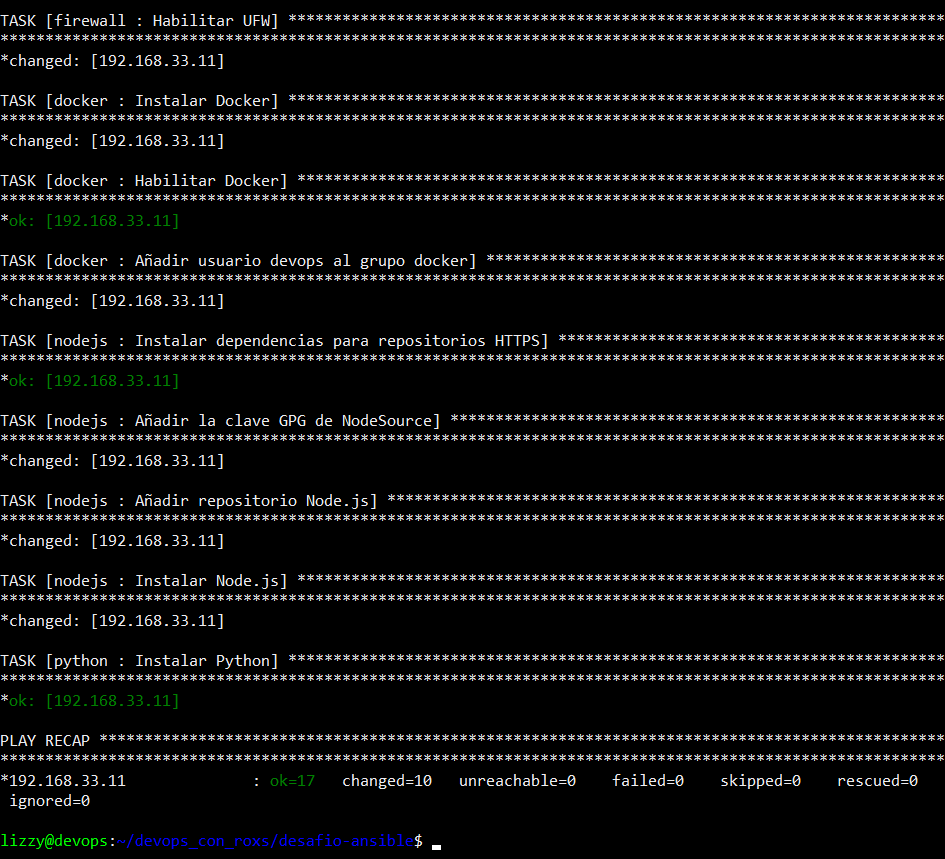 TASK [firewall : Habilitar UFW] *************************************************************************
*********************************************************************************************************
*changed: [192.168.33.11]
TASK [docker : Instalar Docker] *************************************************************************
*********************************************************************************************************
*changed: [192.168.33.11]
TASK [docker : Habilitar Docker] ************************************************************************
*********************************************************************************************************
*ok: [192.168.33.11]
TASK [docker : Añadir usuario devops al grupo docker] ***************************************************
*********************************************************************************************************
*changed: [192.168.33.11]
TASK [nodejs : Instalar dependencias para repositorios HTTPS] *******************************************
*********************************************************************************************************
*ok: [192.168.33.11]
TASK [nodejs : Añadir la clave GPG de NodeSource] *******************************************************
*********************************************************************************************************
*changed: [192.168.33.11]
TASK [nodejs : Añadir repositorio Node.js] **************************************************************
*********************************************************************************************************
*changed: [192.168.33.11]
TASK [nodejs : Instalar Node.js] ************************************************************************
*********************************************************************************************************
*changed: [192.168.33.11]
TASK [python : Instalar Python] *************************************************************************
*********************************************************************************************************
*ok: [192.168.33.11]
PLAY RECAP **********************************************************************************************
*********************************************************************************************************
*192.168.33.11              : ok=17   changed=10   unreachable=0    failed=0    skipped=0    rescued=0
 ignored=0
lizzy@devops:~/devops_con_roxs/desafio-ansible$